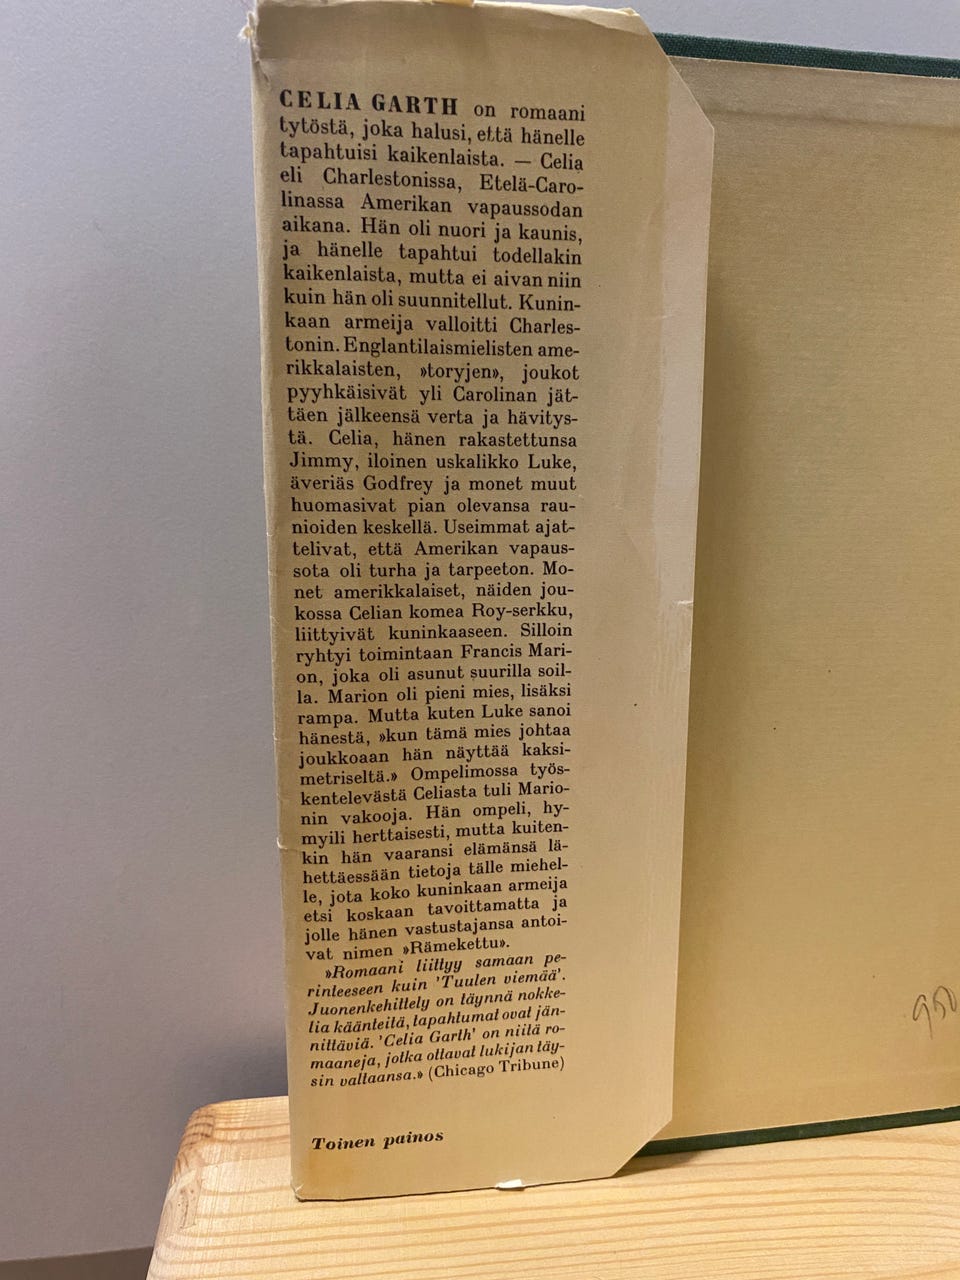 CELIA GARTH on romaani
tytöstä, joka halusi, että hänelle
tapahtuisi kaikenlaista. — Celia
eli Charlestonissa, Etelä-Caro-
linassa Amerikan vapaussodan
aikana. Hän oli nuori ja kaunis,
ja hänelle tapahtui todellakin
kaikenlaista, mutta ei aivan niin
kuin hän oli suunnitellut. Kunin-
kaan armeija valloitti Charles-
tonin. Englantilaismielisten ame-
rikkalaisten, »toryjen», joukot
pyyhkäisivät yli Carolinan jät-
täen jälkeensä verta ja hävitys-
tä. Celia, hänen rakastettunsa
Jimmy, iloinen uskalikko Luke,
äveriäs Godfrey ja monet muut
huomasivat pian olevansa rau-
nioiden keskellä. Useimmat ajat-
telivat, että Amerikan vapaus-
sota oli turha ja tarpeeton. Mo-
net amerikkalaiset, näiden jou-
kossa Celian komea Roy-serkku,
liittyivät kuninkaaseen. Silloin
ryhtyi toimintaan Francis Mari-
on, joka oli asunut suurilla soil-
la. Marion oli pieni mies, lisäksi
rampa. Mutta kuten Luke sanoi
hänestä, »kun tämä mies johtaa
joukkoaan hän näyttää kaksi-
metriseltä.» Ompelimossa työs-
kentelevästä Celiasta tuli Mario-
nin vakooja. Hän ompeli, hy-
myili herttaisesti, mutta kuiten-
kin hän vaaransi elämänsä lä-
hettäessään tietoja tälle miehel-
le, jota koko kuninkaan armeija
etsi koskaan tavoittamatta ja
jolle hänen vastustajansa antoi-
vat nimen »Rämekettu».
»Romaani liittyy samaan pe-
rinteeseen kuin 'Tuulen viemää'.
Juonenkehittely on täynnä nokke-
lia käänteitä, tapahtumat ovat jän-
nittäviä. 'Celia Garth' on niitä ro-
maaneja, jotka ottavat lukijan täy-
sin valtaansa.» (Chicago Tribune)
Toinen painos
950